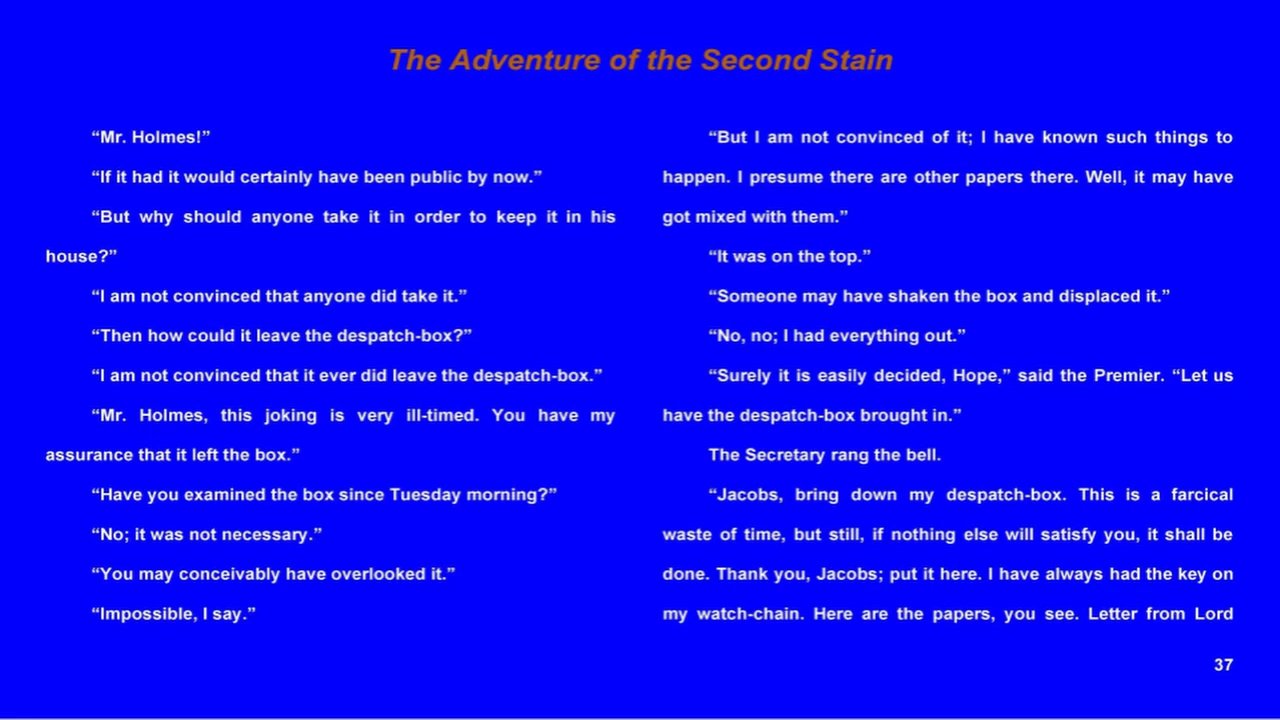 The Adventure of the Second Stain
“Mr. Holmes!”
“If it had it would certainly have been public by now.”
“But why should anyone take it in order to keep it in his
house?”
“I am not convinced that anyone did take it.”
“Then how could it leave the despatch-box?”
“I am not convinced that it ever did leave the despatch-box.”
“Mr. Holmes, this joking is very ill-timed. You have my
assurance that it left the box.”
“Have you examined the box since Tuesday morning?”
“No; it was not necessary.”
“You may conceivably have overlooked it.”
“Impossible, I say.”
“But I am not convinced of it; I have known such things to
happen. I presume there are other papers there. Well, it may have
got mixed with them.”
“It was on the top.”
“Someone may have shaken the box and displaced it.”
“No, no; I had everything out.”
“Surely it is easily decided, Hope,” said the Premier. “Let us
have the despatch-box brought in.”
The Secretary rang the bell.
“Jacobs, bring down my despatch-box. This is a farcical
waste of time, but still, if nothing else will satisfy you, it shall be
done. Thank you, Jacobs; put it here. I have always had the key on
my watch-chain. Here are the papers, you see. Letter from Lord
37